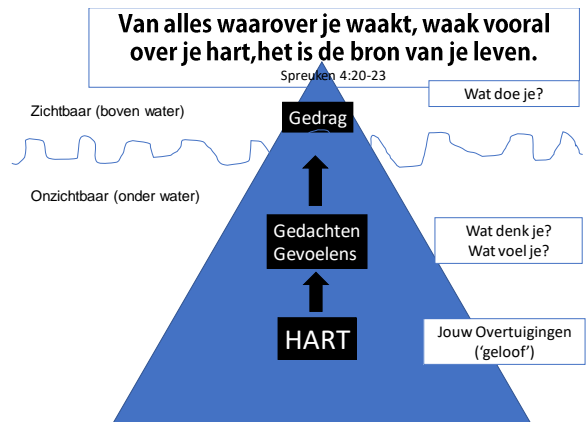 Van alles waarover je waakt, waak vooral
over je hart,het is de bron van je leven.
Spreuken 4:20-23
Wat doe je?
Zichtbaar (boven water)
Gedrag
Onzichtbaar (onder water)
Gedachten
Gevoelens
Wat denk je?
Wat voel je?
HART
Jouw Overtuigingen
(‘geloof’)